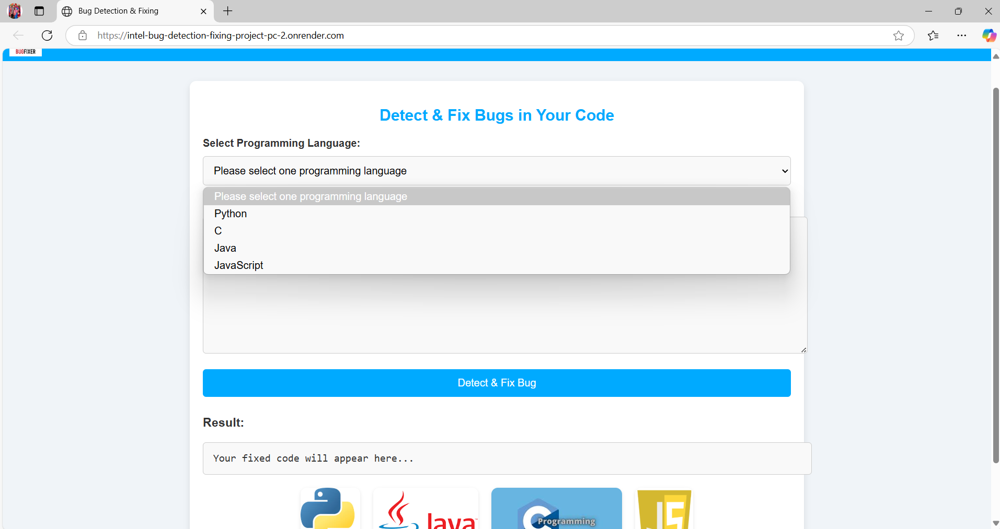 Bug Detection & Fixing
https://intel-bug-detection-fixing-project-pc-2.onrender.com
BUGFIXER
Detect & Fix Bugs in Your Code
Select Programming Language:
Please select one programming language
Please select one programming language
Python
C
Java
JavaScript
Detect & Fix Bug
Result:
Your fixed code will appear here...
Java™
C Programming
JS